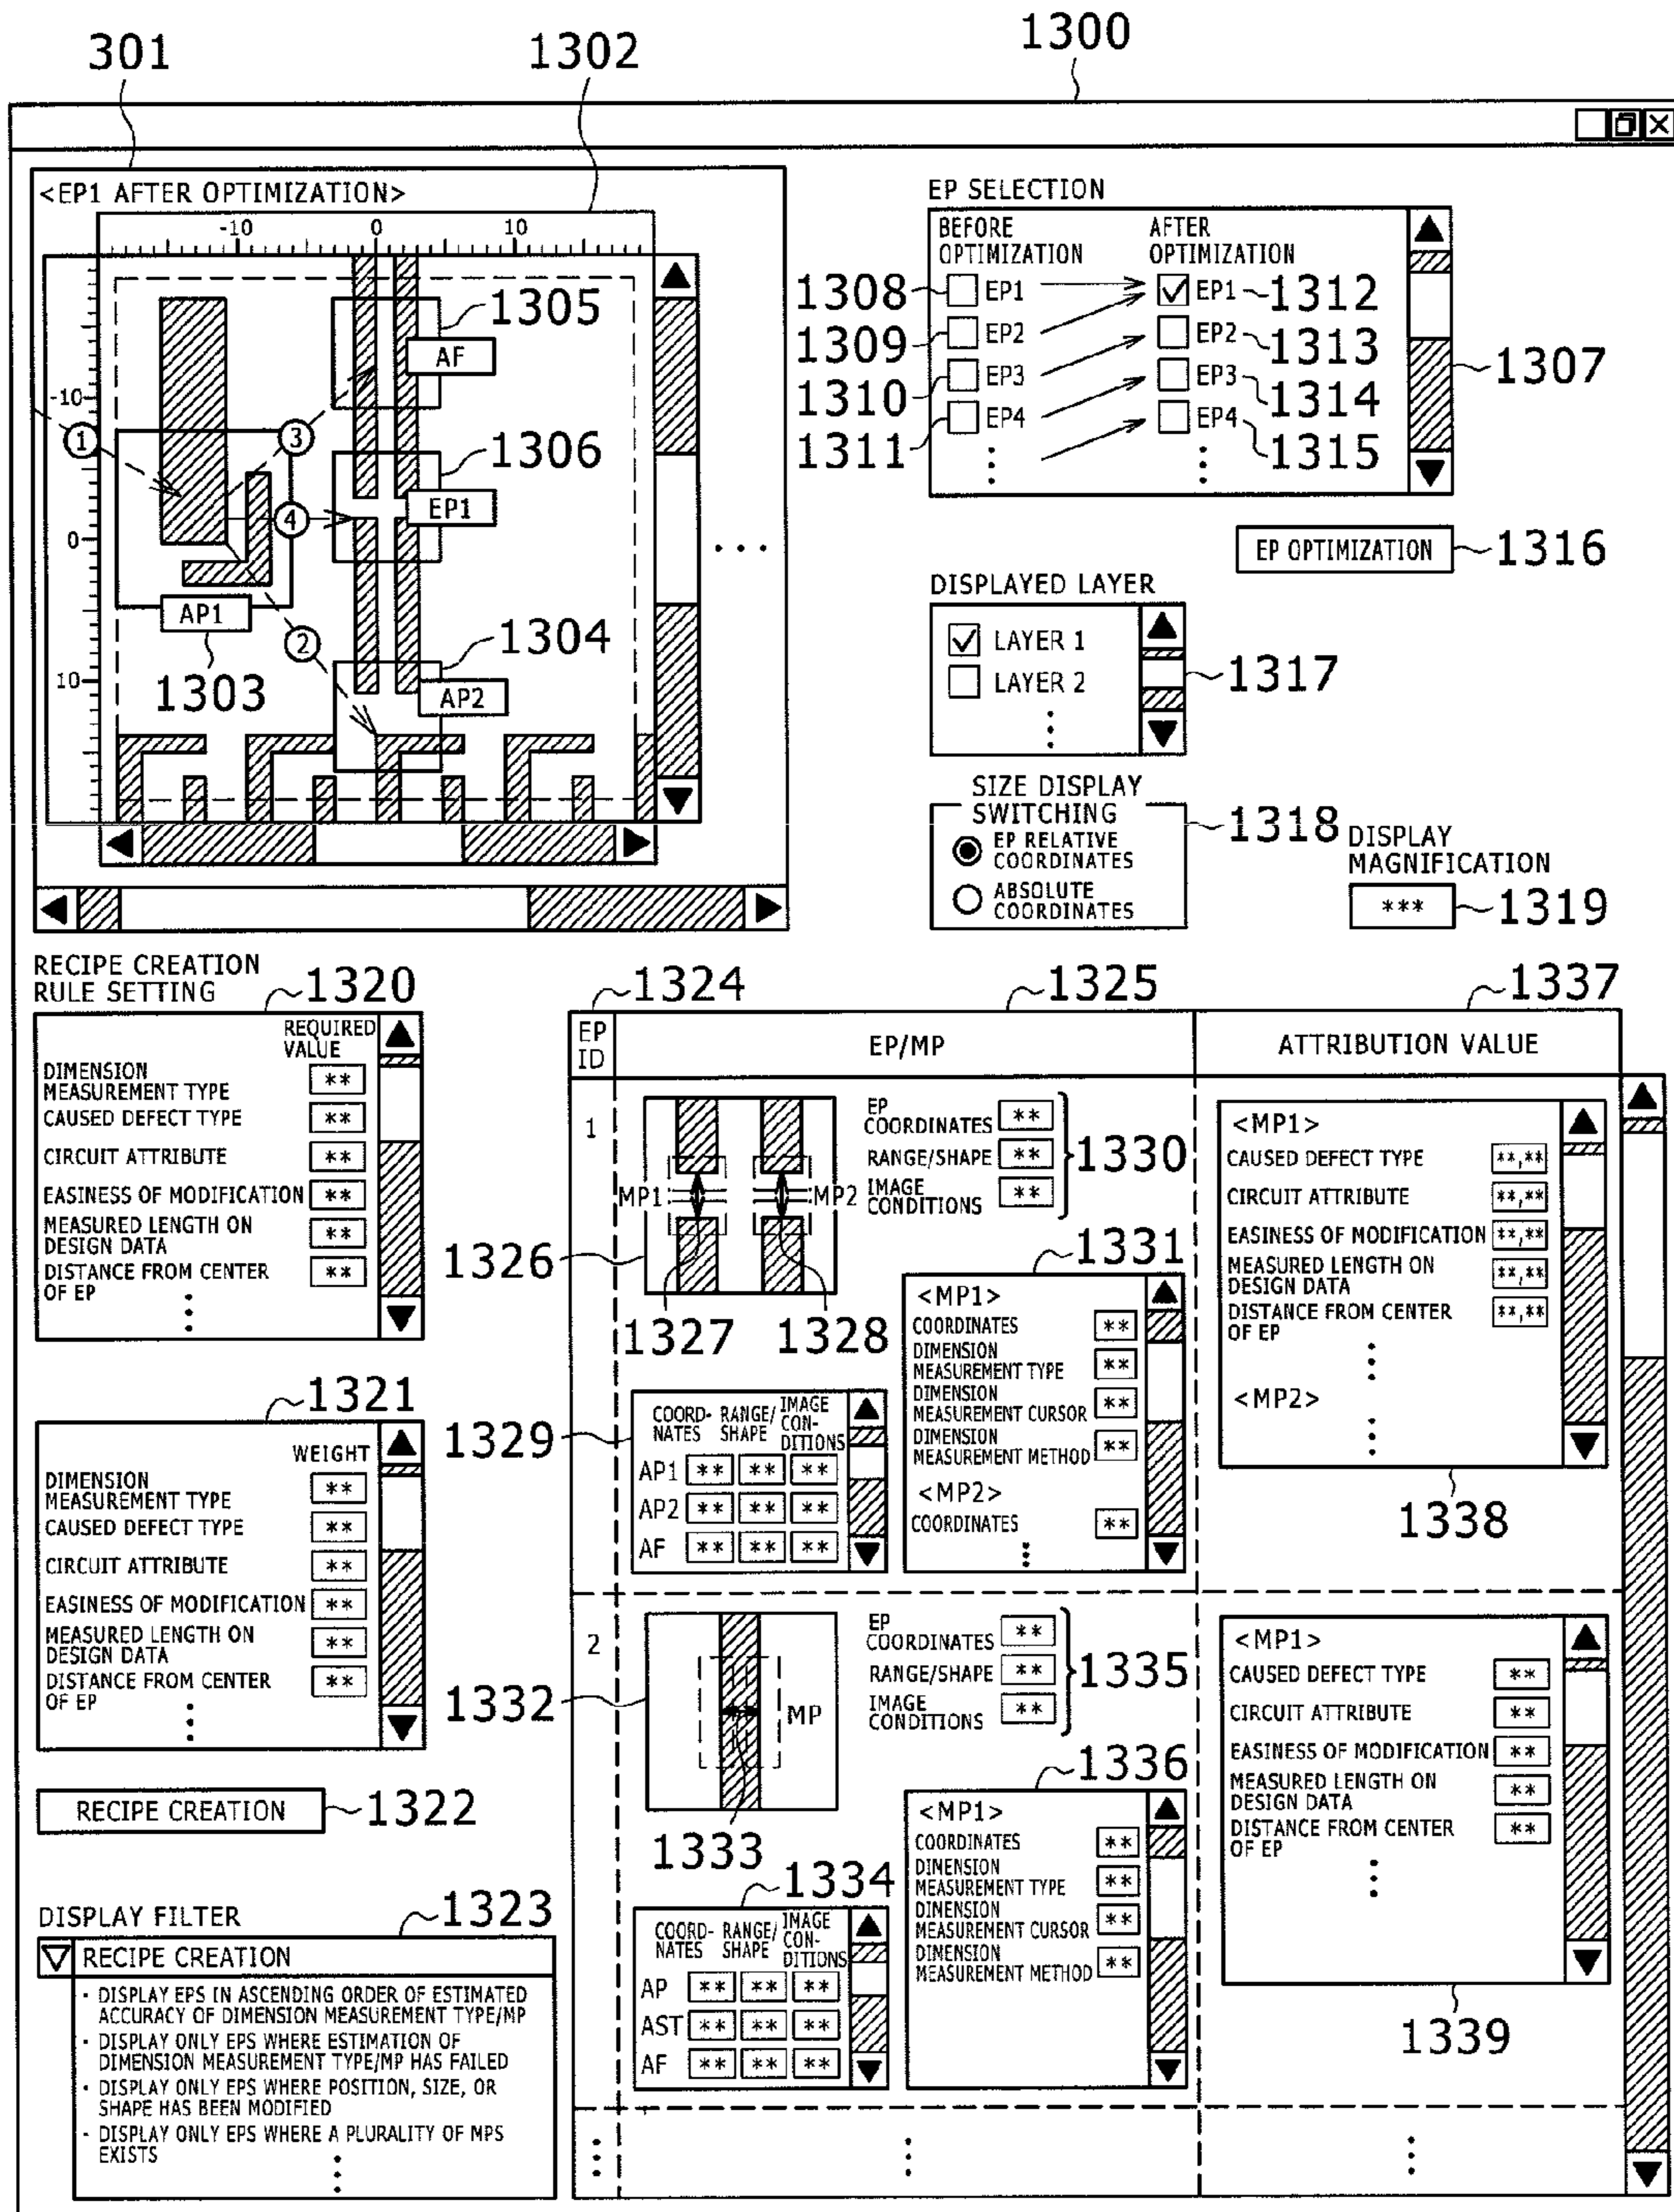 1300
301
1302
<EP1 AFTER OPTIMIZATION>
-10 0 10
-10
0
10
1305
AF
1306
EP1
1304
AP2
AP1
1303
1
2
3
4
...
EP SELECTION
BEFORE OPTIMIZATION
AFTER OPTIMIZATION
1308 EP1 EP1 1312
1309 EP2 EP2 1313
1310 EP3 EP3 1314
1311 EP4 EP4 1315
1307
EP OPTIMIZATION 1316
DISPLAYED LAYER
LAYER 1
LAYER 2
1317
SIZE DISPLAY
SWITCHING
EP RELATIVE
COORDINATES
ABSOLUTE
COORDINATES
1318
DISPLAY
MAGNIFICATION
*** 1319
RECIPE CREATION
RULE SETTING
1320
REQUIRED
VALUE
DIMENSION
MEASUREMENT TYPE **
CAUSED DEFECT TYPE **
CIRCUIT ATTRIBUTE **
EASINESS OF MODIFICATION **
MEASURED LENGTH ON
DESIGN DATA **
DISTANCE FROM CENTER
OF EP **
1321
WEIGHT
DIMENSION
MEASUREMENT TYPE **
CAUSED DEFECT TYPE **
CIRCUIT ATTRIBUTE **
EASINESS OF MODIFICATION **
MEASURED LENGTH ON
DESIGN DATA **
DISTANCE FROM CENTER
OF EP **
RECIPE CREATION 1322
DISPLAY FILTER
1323
RECIPE CREATION
· DISPLAY EPS IN ASCENDING ORDER OF ESTIMATED
ACCURACY OF DIMENSION MEASUREMENT TYPE/MP
· DISPLAY ONLY EPS WHERE ESTIMATION OF
DIMENSION MEASUREMENT TYPE/MP HAS FAILED
· DISPLAY ONLY EPS WHERE POSITION, SIZE, OR
SHAPE HAS BEEN MODIFIED
· DISPLAY ONLY EPS WHERE A PLURALITY OF MPS
EXISTS
1324
1325
1337
EP
ID
EP/MP
ATTRIBUTION VALUE
1
MP1
MP2
1326
1327
1328
EP
COORDINATES **
RANGE/SHAPE **
IMAGE
CONDITIONS **
1330
1331
<MP1>
COORDINATES **
DIMENSION
MEASUREMENT TYPE **
DIMENSION
MEASUREMENT CURSOR **
DIMENSION
MEASUREMENT METHOD **
<MP2>
COORDINATES **
1329
COORD-
NATES
RANGE/
SHAPE
IMAGE
CON-
DITIONS
AP1 ** ** **
AP2 ** ** **
AF ** ** **
<MP1>
CAUSED DEFECT TYPE **,**
CIRCUIT ATTRIBUTE **,**
EASINESS OF MODIFICATION **,**
MEASURED LENGTH ON
DESIGN DATA **,**
DISTANCE FROM CENTER
OF EP **,**
<MP2>
1338
2
1332
MP
1333
EP
COORDINATES **
RANGE/SHAPE **
IMAGE
CONDITIONS **
1335
1336
<MP1>
COORDINATES **
DIMENSION
MEASUREMENT TYPE **
DIMENSION
MEASUREMENT CURSOR **
DIMENSION
MEASUREMENT METHOD **
1334
COORD-
NATES
RANGE/
SHAPE
IMAGE
CON-
DITIONS
AP ** ** **
AST ** ** **
AF ** ** **
<MP1>
CAUSED DEFECT TYPE **
CIRCUIT ATTRIBUTE **
EASINESS OF MODIFICATION **
MEASURED LENGTH ON
DESIGN DATA **
DISTANCE FROM CENTER
OF EP **
1339